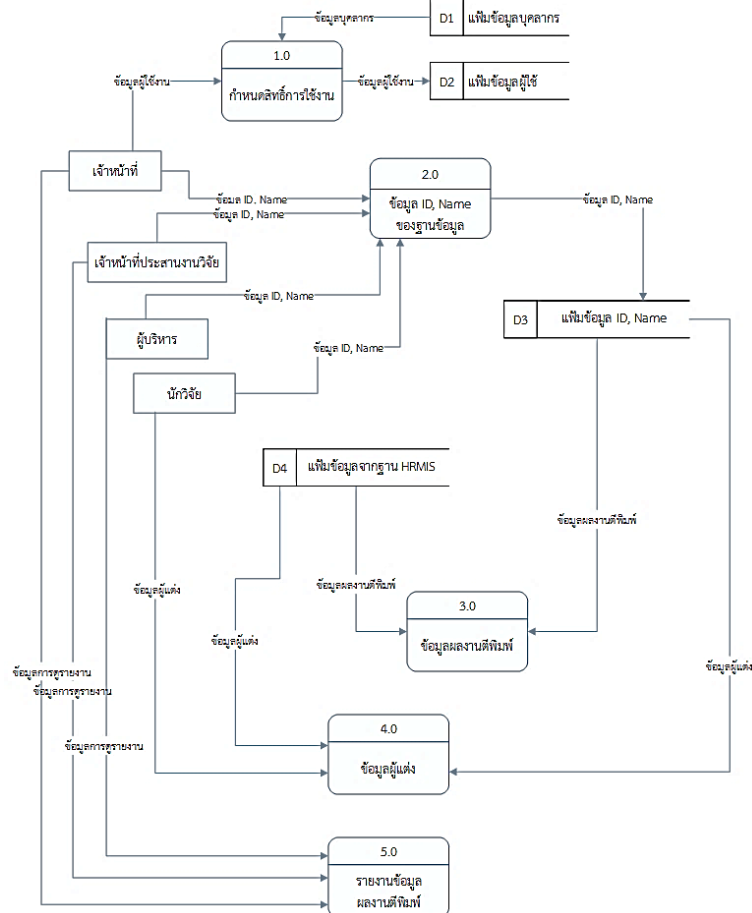 ข้อมูลบุคลากร
D1 แฟ้มข้อมูลบุคลากร
1.0
กำหนดสิทธิ์การใช้งาน
ข้อมูลผู้ใช้งาน
ข้อมูลผู้ใช้งาน
D2 แฟ้มข้อมูลผู้ใช้
เจ้าหน้าที่
2.0
ข้อมูล ID, Name
ของฐานข้อมูล
ข้อมูล ID, Name
ข้อมูล ID, Name
ข้อมูล ID, Name
เจ้าหน้าที่ประสานงานวิจัย
ข้อมูล ID, Name
ผู้บริหาร
D3 แฟ้มข้อมูล ID, Name
ข้อมูล ID, Name
นักวิจัย
D4 แฟ้มข้อมูลจากฐาน HRMIS
ข้อมูลผลงานตีพิมพ์
ข้อมูลผลงานตีพิมพ์
ข้อมูลผู้แต่ง
3.0
ข้อมูลผลงานตีพิมพ์
ข้อมูลผู้แต่ง
ข้อมูลผู้แต่ง
ข้อมูลการดูรายงาน
ข้อมูลการดูรายงาน
4.0
ข้อมูลผู้แต่ง
ข้อมูลการดูรายงาน
5.0
รายงานข้อมูล
ผลงานตีพิมพ์